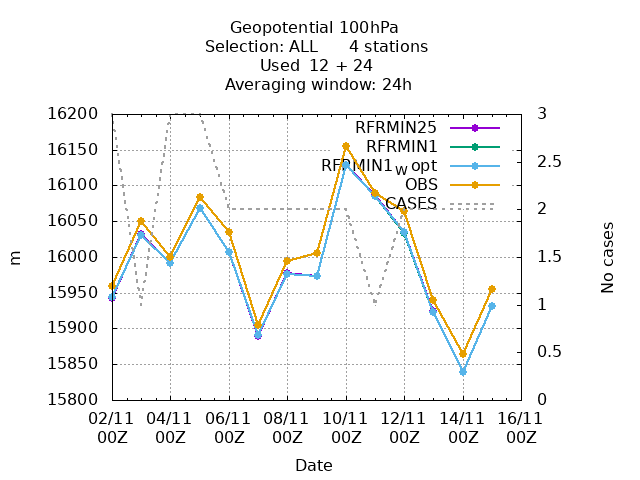 Geopotential 100hPa
Selection: ALL 4 stations
Used 12 + 24
Averaging window: 24h
16200
16150
16100
16050
16000
15950
15900
15850
15800
m
3
2.5
2
1.5
1
0.5
0
No cases
RFRMIN25
RFRMIN1
RFRMIN1w opt
OBS
CASES
02/11 04/11 06/11 08/11 10/11 12/11 14/11 16/11
00Z 00Z 00Z 00Z 00Z 00Z 00Z 00Z
Date